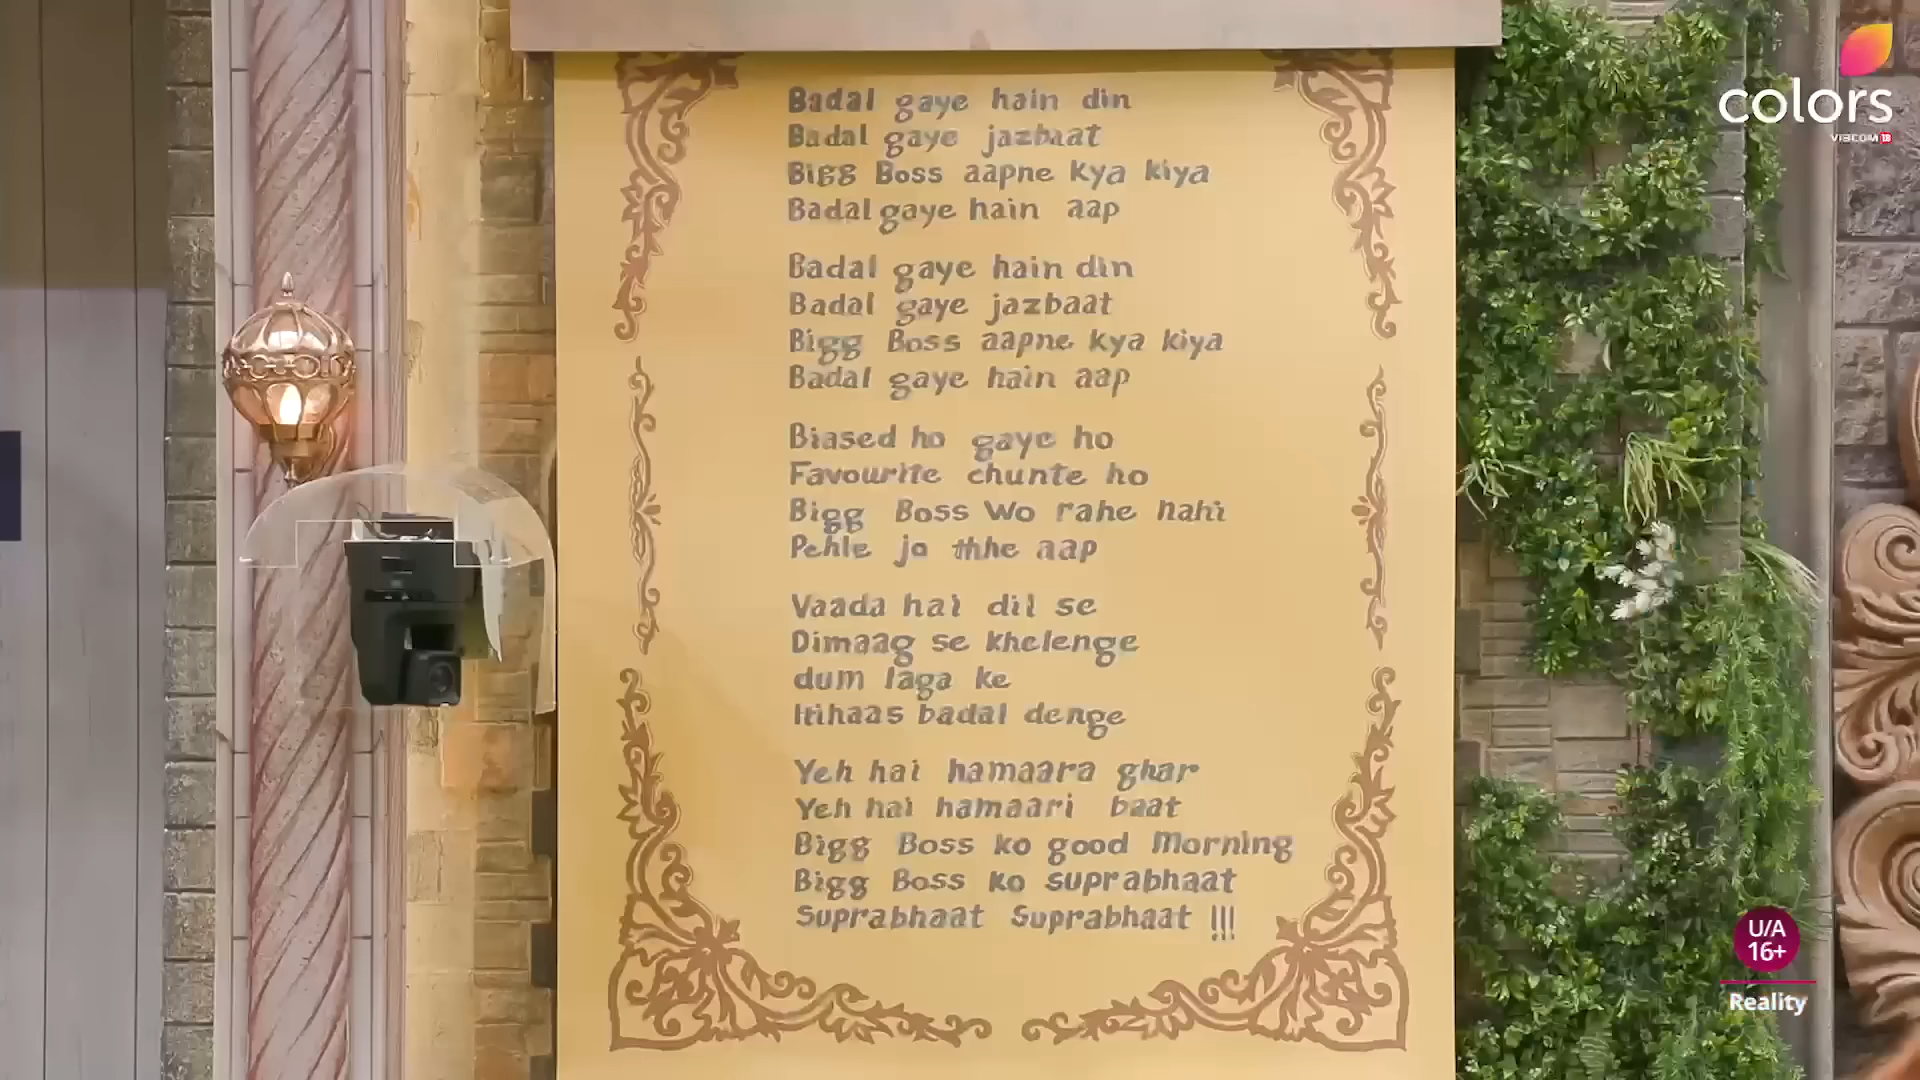 Badal gaye hain din
Badal gaye jazbaat
Bigg Boss aapne kya kiya
Badal gaye hain aap
Badal gaye hain din
Badal gaye jazbaat
Bigg Boss aapne kya kiya
Badal gaye hain aap
Biased ho gaye ho
Favourite chunte ho
Bigg Boss Wo rahe nahi
Pehle jo thhe aap
Vaada hai dil se
Dimaag se khelenge
dum laga ke
Itihaas badal denge
Yeh hai hamaara ghar
Yeh hai hamaari baat
Bigg Boss ko good Morning
Bigg Boss ko suprabhaat
Suprabhaat Suprabhaat !!!
colors
VIACOM18
U/A
16+
Reality